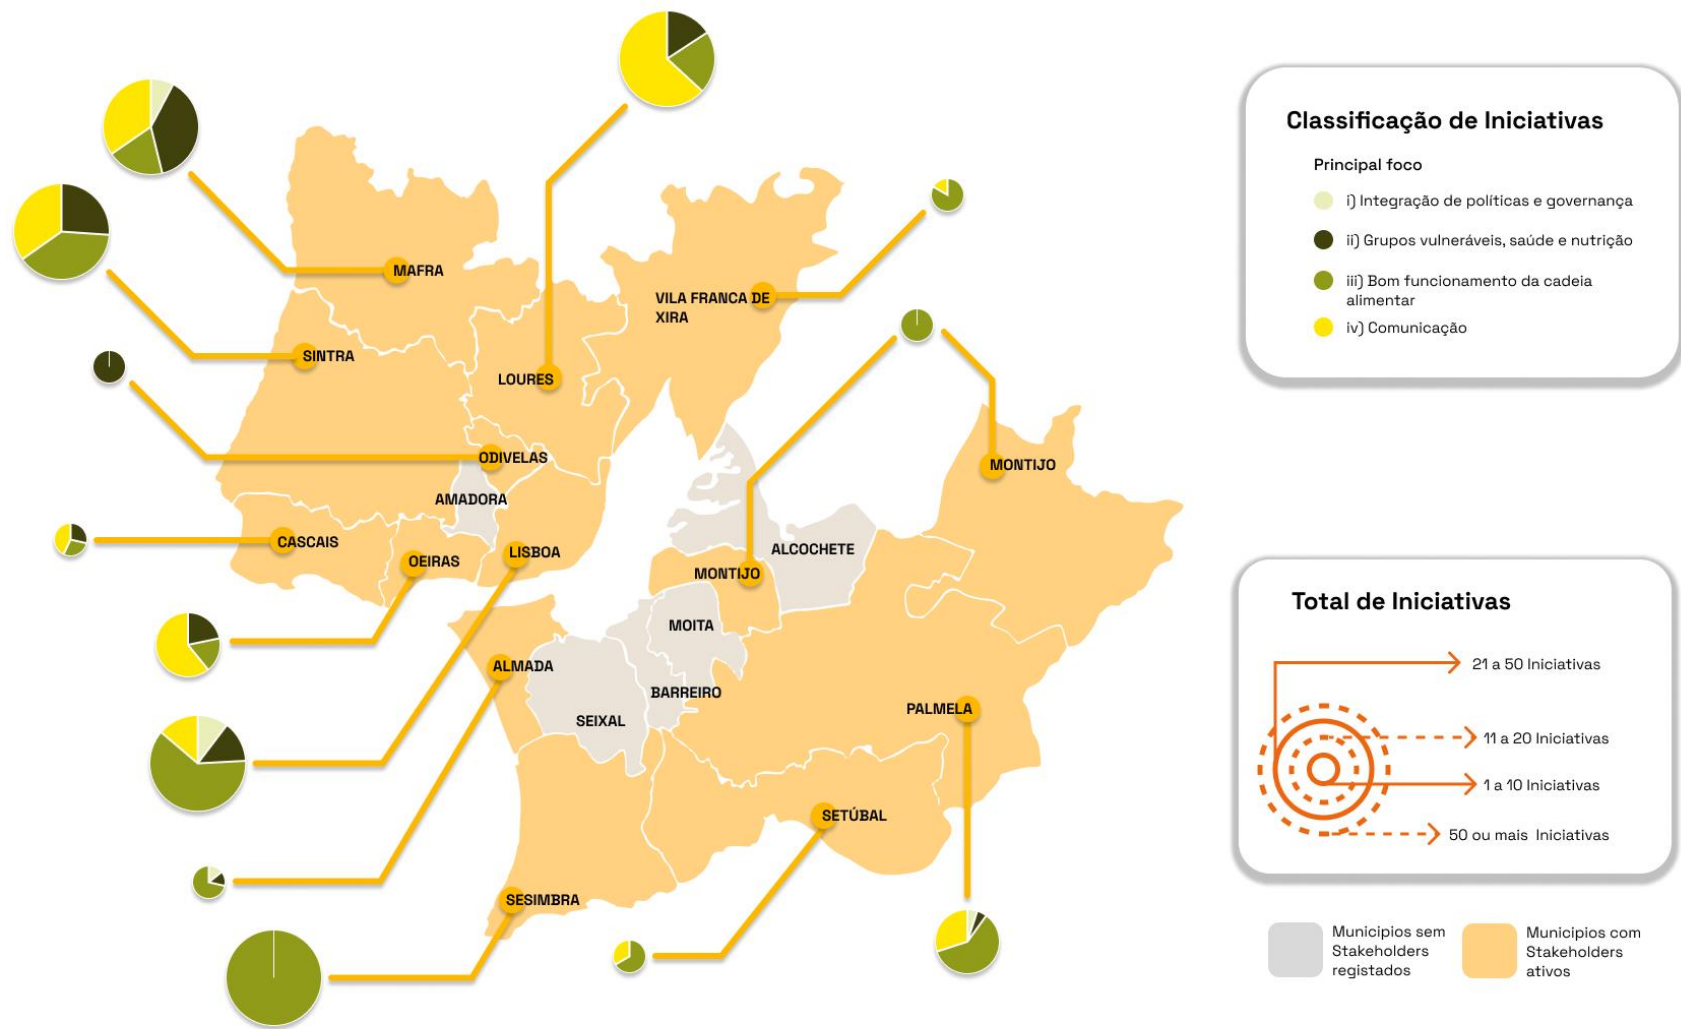 Classificação de Iniciativas
Principal foco
i) Integração de políticas e governança
ii) Grupos vulneráveis, saúde e nutrição
iii) Bom funcionamento da cadeia
alimentar
iv) Comunicação
MAFRA
VILA FRANCA DE
XIRA
SINTRA
LOURES
ODIVELAS
MONTIJO
AMADORA
CASCAIS
OEIRAS
LISBOA
ALCOCHETE
MONTIJO
MOITA
ALMADA
BARREIRO
SEIXAL
PALMELA
SETÚBAL
SESIMBRA
Total de Iniciativas
21 a 50 Iniciativas
11 a 20 Iniciativas
1 a 10 Iniciativas
50 ou mais Iniciativas
Municipios sem
Stakeholders
registados
Municipios com
Stakeholders
ativos